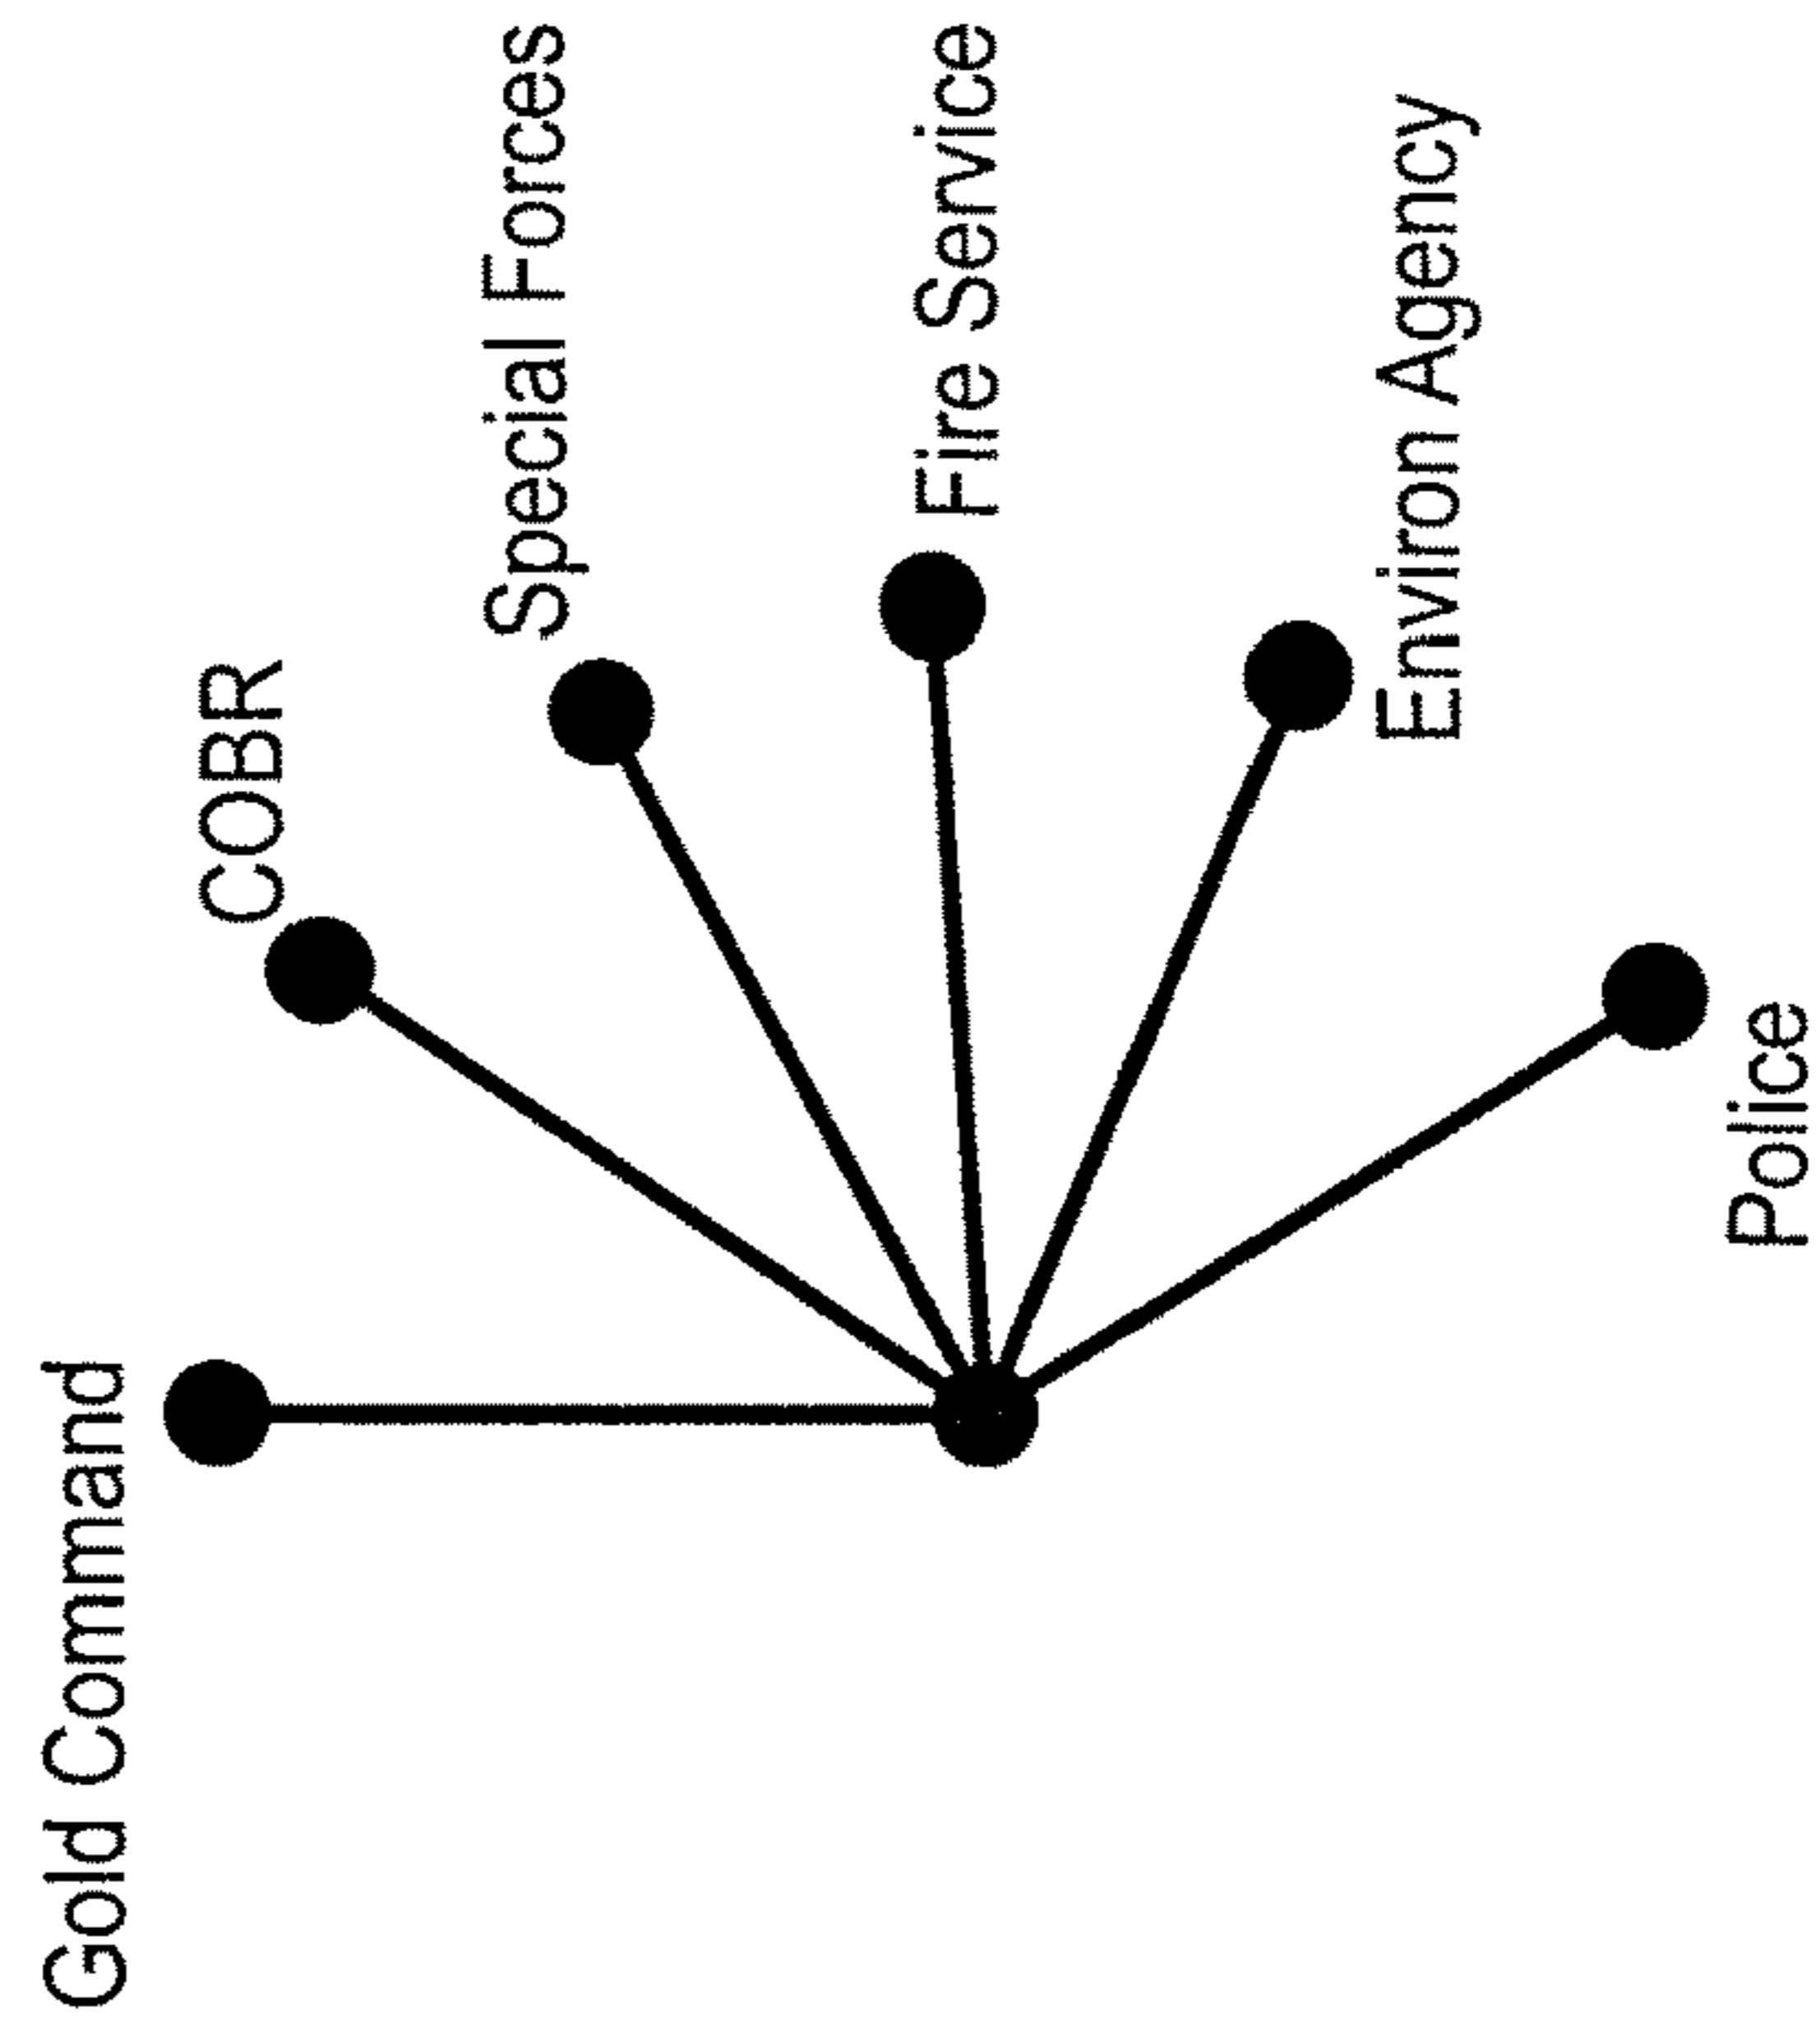 Gold Command
COBR
Special Forces
Fire Service
Environ Agency
Police